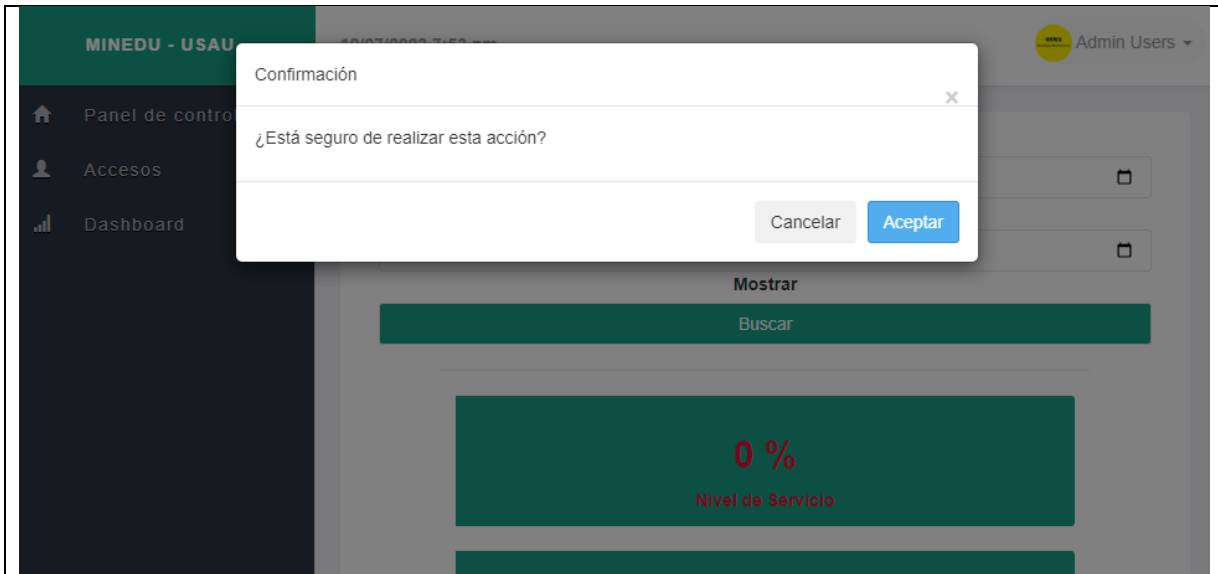 MINEDU - USAU
Admin Users
Confirmación
×
¿Está seguro de realizar esta acción?
Panel de control
Accesos
Dashboard
Cancelar
Aceptar
Mostrar
Buscar
0 %
Nivel de Servicio